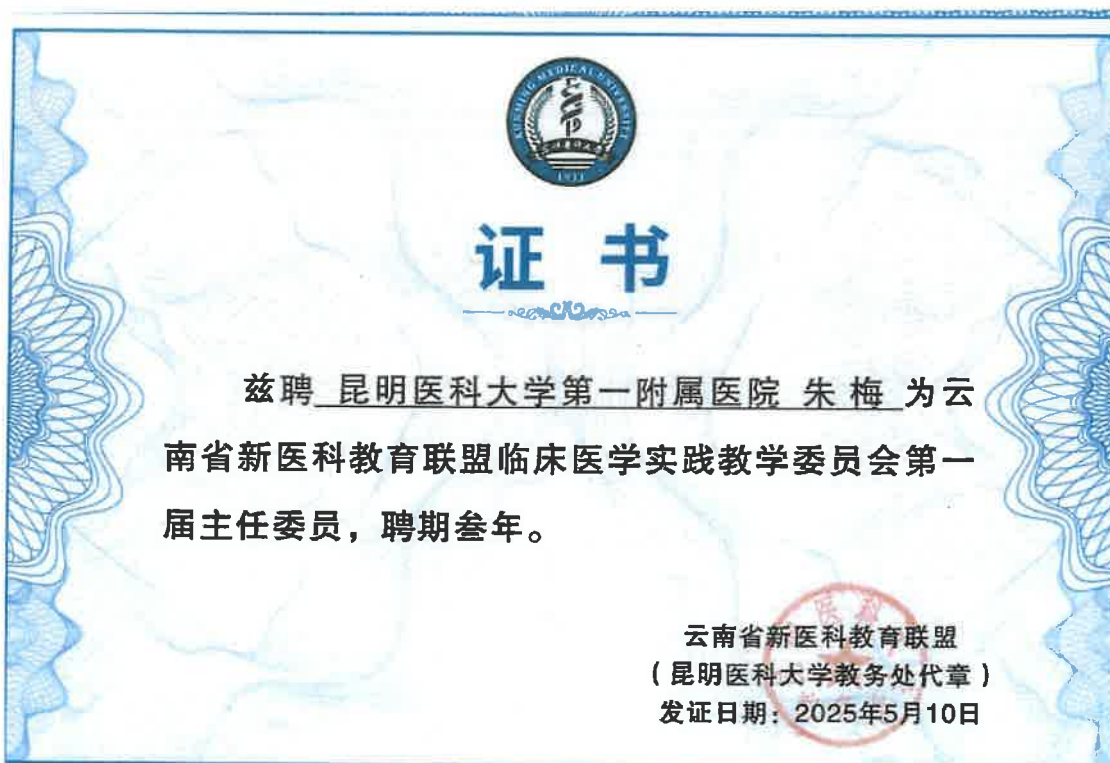 KUNMING MEDICAL UNIVERSITY
1933
证 书
兹聘 昆明医科大学第一附属医院 朱 梅 为云
南省新医科教育联盟临床医学实践教学委员会第一
届主任委员，聘期叁年。
云南省新医科教育联盟
（昆明医科大学教务处代章）
发证日期：2025年5月10日